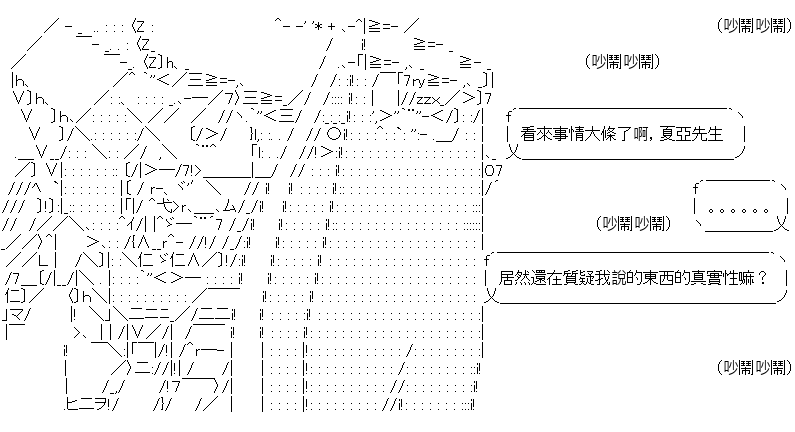 (吵鬧吵鬧)
(吵鬧吵鬧)
看來事情大條了啊，夏亞先生
。。。。。。
(吵鬧吵鬧)
居然還在質疑我說的東西的真實性嘛？
(吵鬧吵鬧)